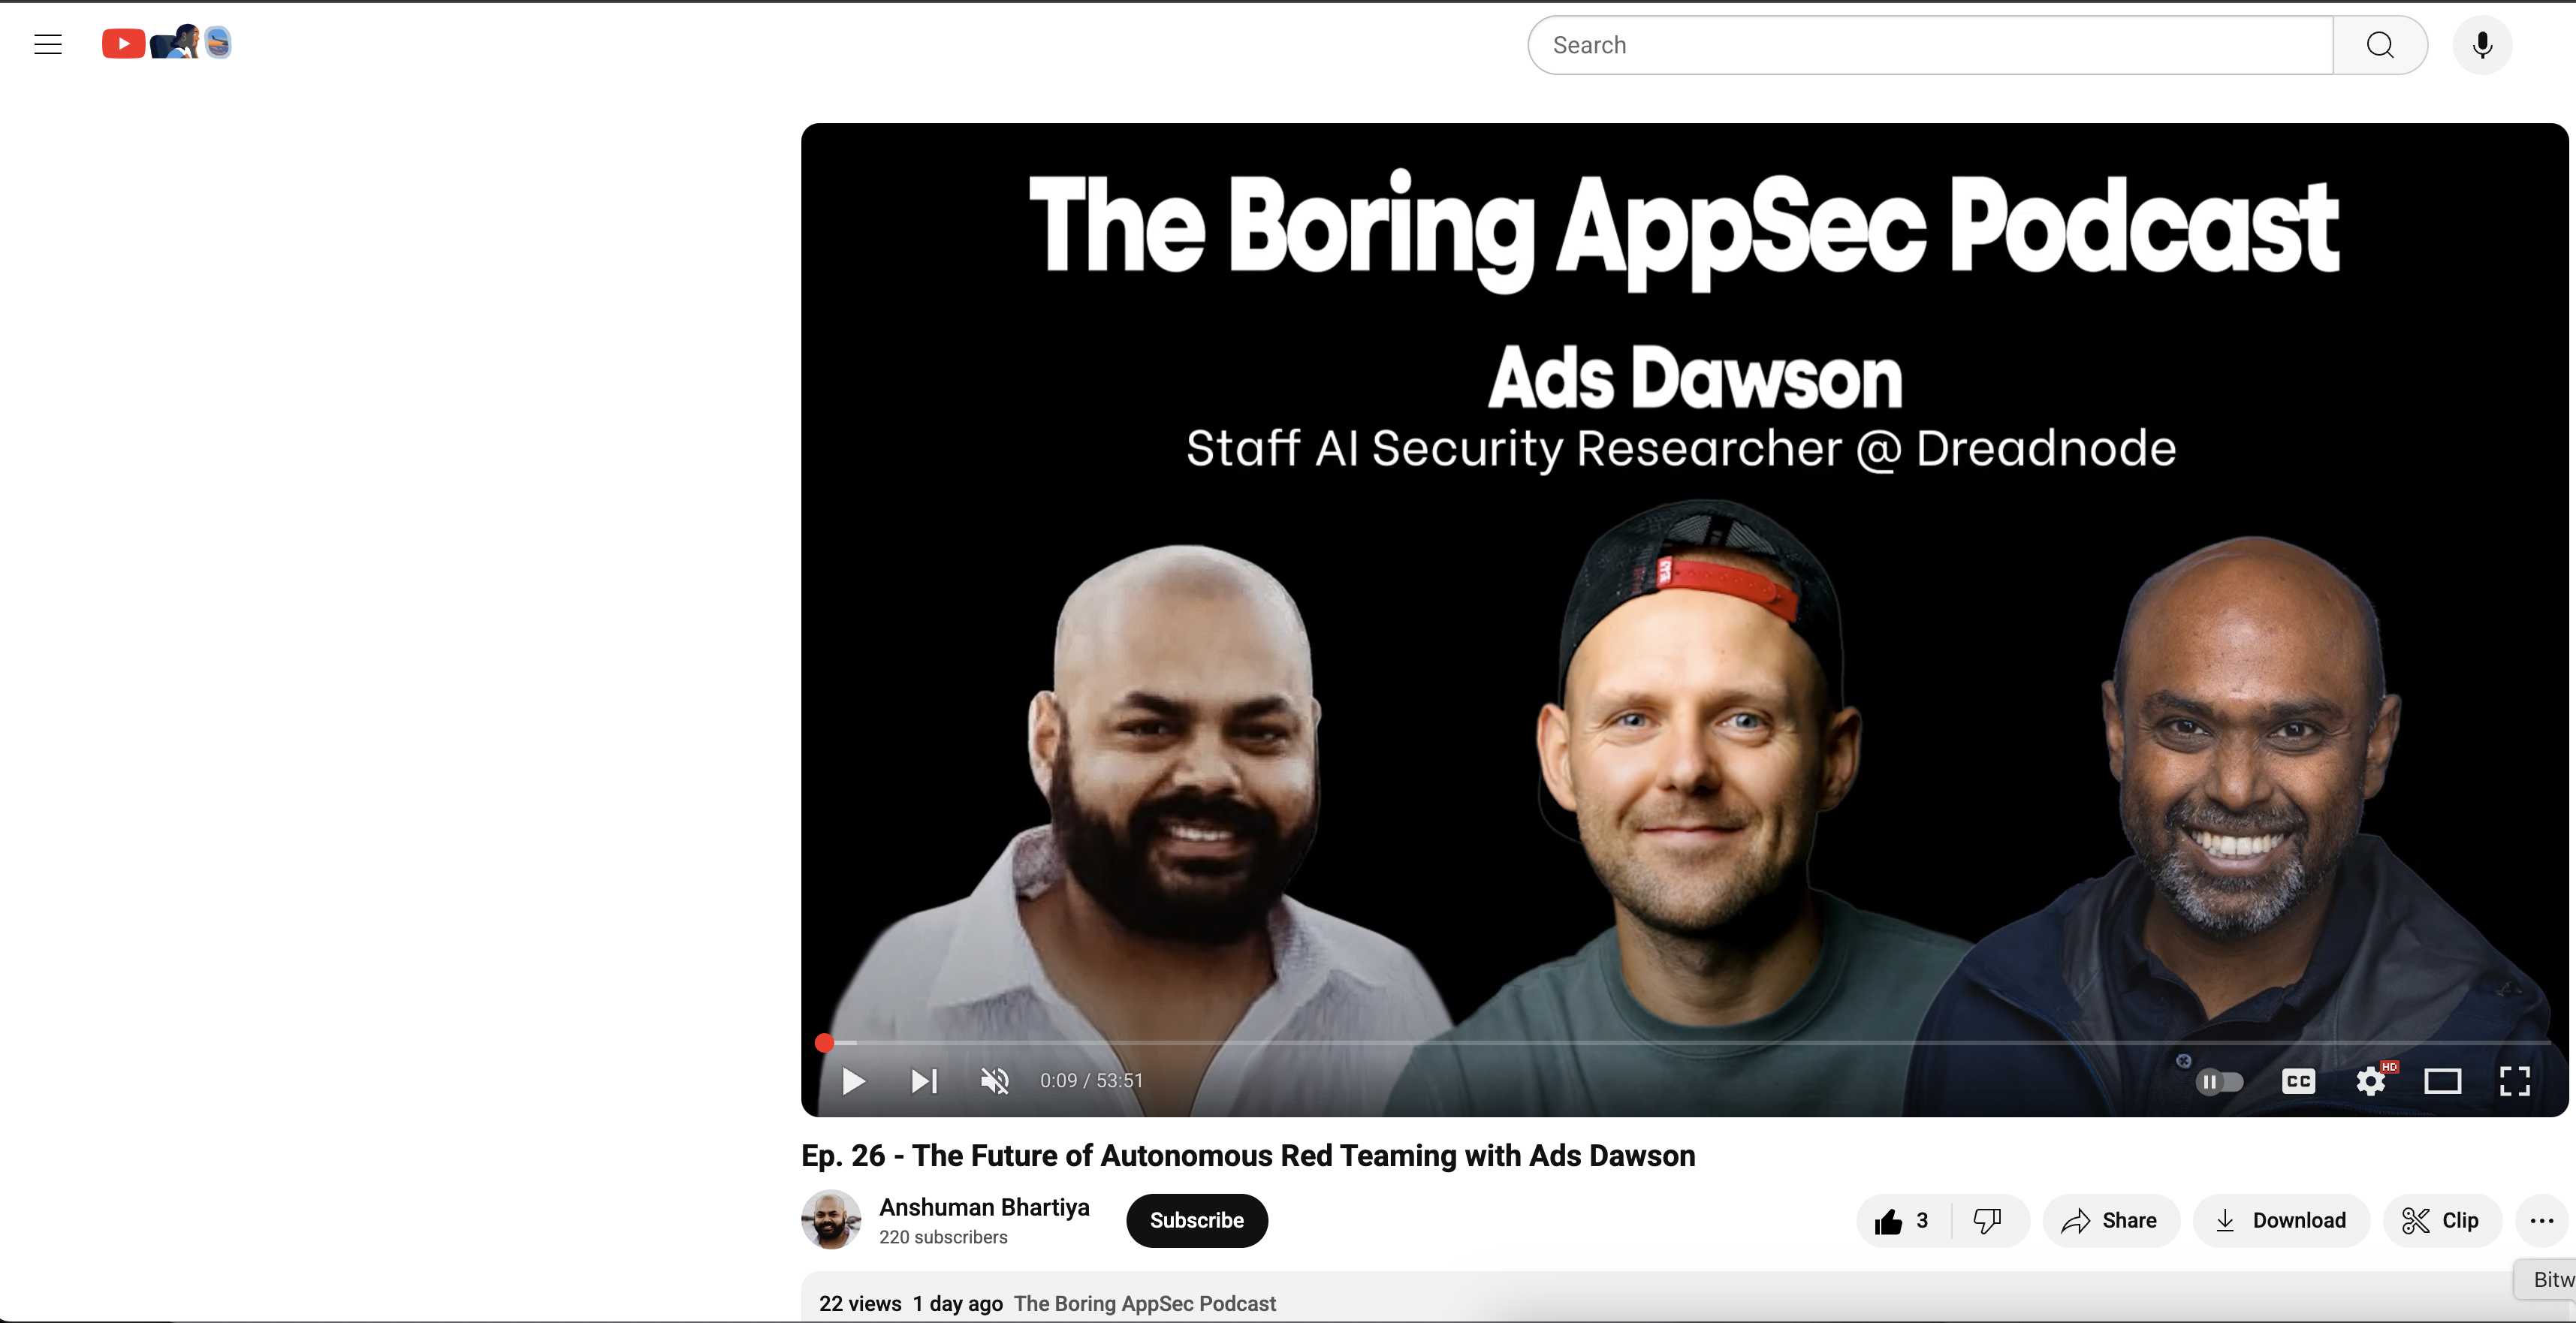 Search
The Boring AppSec Podcast
Ads Dawson
Staff AI Security Researcher @ Dreadnode
0:09 / 53:51
CC
HD
Ep. 26 - The Future of Autonomous Red Teaming with Ads Dawson
Anshuman Bhartiya
220 subscribers
Subscribe
3
Share
Download
Clip
Bitw
22 views 1 day ago The Boring AppSec Podcast